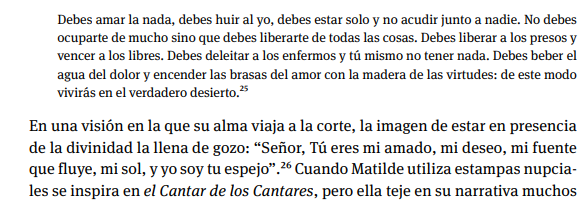 Debes amar la nada, debes huir al yo, debes estar solo y no acudir junto a nadie. No debes
ocuparte de mucho sino que debes liberarte de todas las cosas. Debes liberar a los presos y
vencer a los libres. Debes deleitar a los enfermos y tú mismo no tener nada. Debes beber el
agua del dolor y encender las brasas del amor con la madera de las virtudes: de este modo
vivirás en el verdadero desierto.²⁵
En una visión en la que su alma viaja a la corte, la imagen de estar en presencia
de la divinidad la llena de gozo: “Señor, Tú eres mi amado, mi deseo, mi fuente
que fluye, mi sol, y yo soy tu espejo”.²⁶ Cuando Matilde utiliza estampas nupcia-
les se inspira en el Cantar de los Cantares, pero ella teje en su narrativa muchos